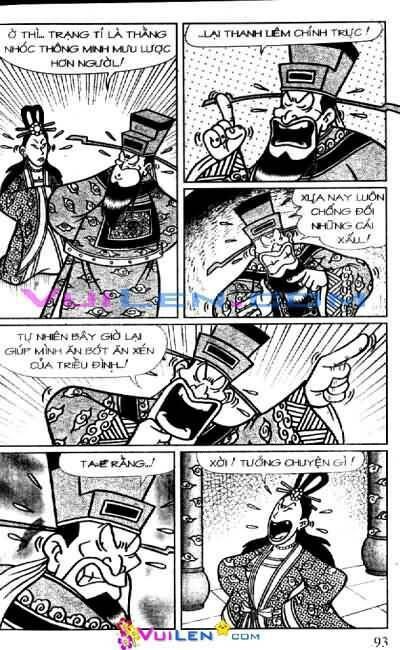 Ờ THÌ... TRẠNG TÍ LÀ THẰNG
NHÓC THÔNG MINH MƯU LƯỢC
HƠN NGƯỜI..!
...LẠI THANH LIÊM CHÍNH TRỰC !
XƯA NAY LUÔN
CHỐNG ĐỐI
NHỮNG CÁI
XẤU...!
VUILEN.COM
TỰ NHIÊN BÂY GIỜ LẠI
GIÚP MÌNH ĂN BỚT ĂN XÉN
CỦA TRIỀU ĐÌNH...!
TA E RẰNG...!
XỜI ! TƯỞNG CHUYỆN GÌ !
93
VUILEN.COM